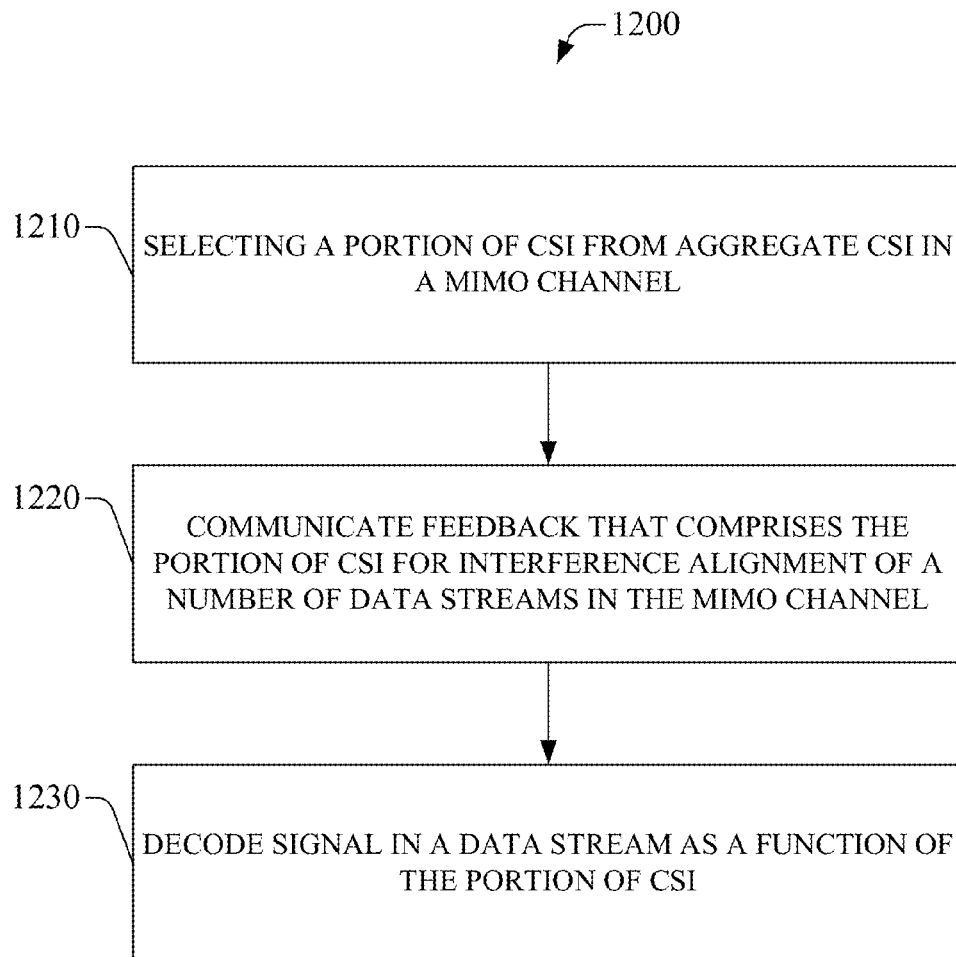 1200
1210
SELECTING A PORTION OF CSI FROM AGGREGATE CSI IN
A MIMO CHANNEL
1220
COMMUNICATE FEEDBACK THAT COMPRISES THE
PORTION OF CSI FOR INTERFERENCE ALIGNMENT OF A
NUMBER OF DATA STREAMS IN THE MIMO CHANNEL
1230
DECODE SIGNAL IN A DATA STREAM AS A FUNCTION OF
THE PORTION OF CSI